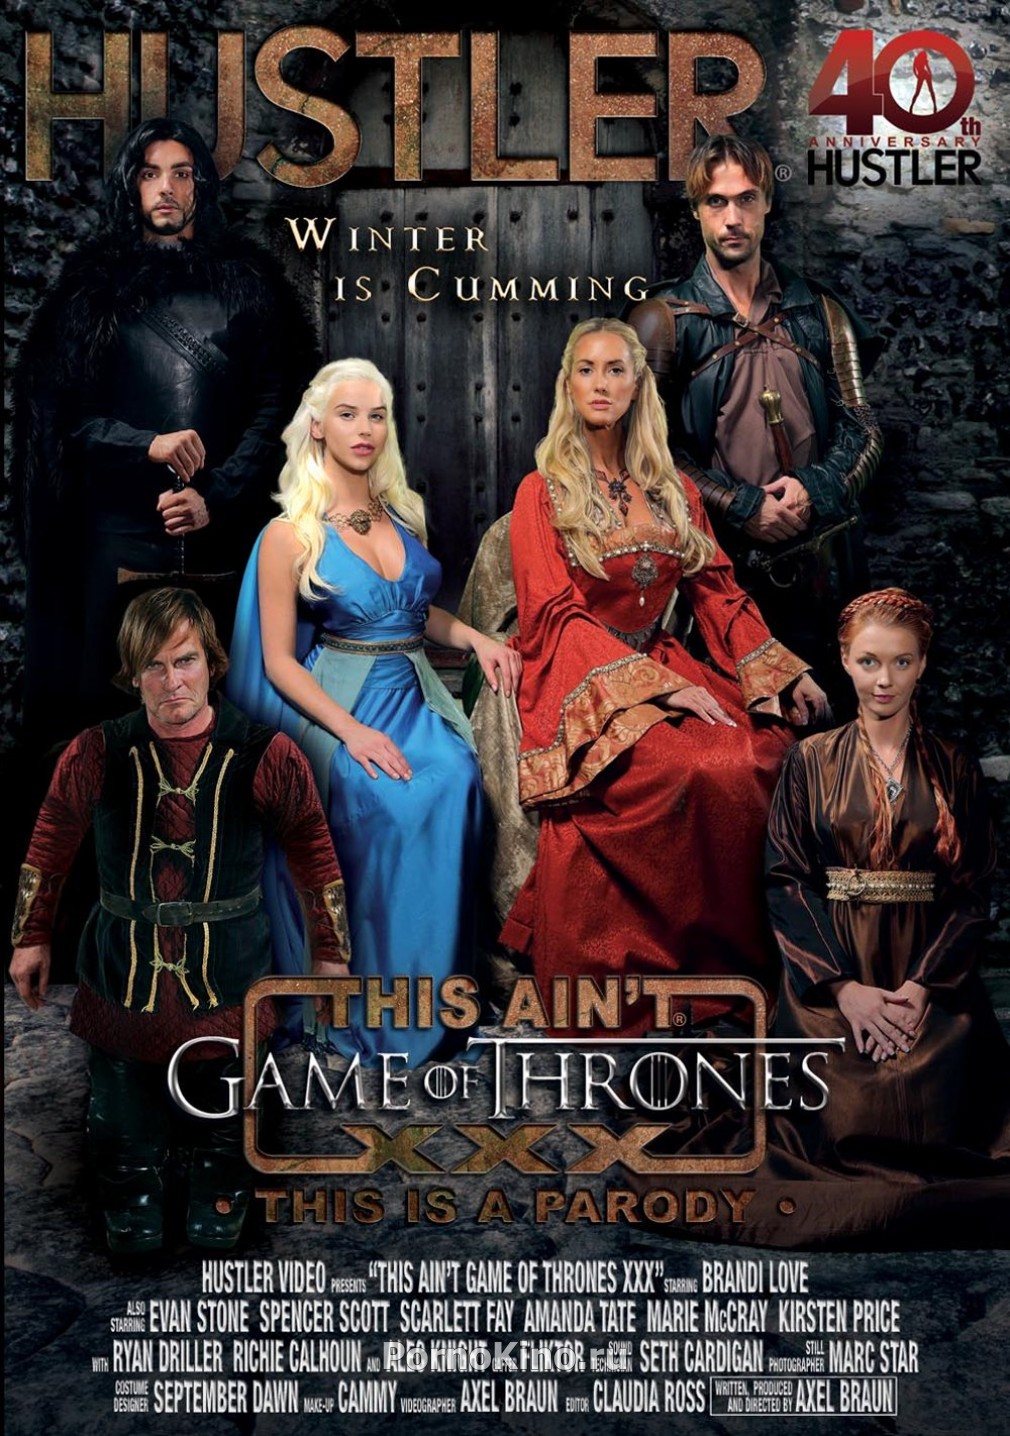 HUSTLER®
40th
ANNIVERSARY
HUSTLER
WINTER
IS CUMMING
THIS AIN'T®
GAME OF THRONES
XXX
• THIS IS A PARODY •
HUSTLER VIDEO PRESENTS "THIS AIN'T GAME OF THRONES XXX" STARRING BRANDI LOVE
ALSO STARRING EVAN STONE SPENCER SCOTT SCARLETT FAY AMANDA TATE MARIE McCRAY KIRSTEN PRICE
WITH RYAN DRILLER RICHIE CALHOUN AND SOUND TECHNICIAN SETH CARDIGAN STILL PHOTOGRAPHER MARC STAR
PornoKino.ru
COSTUME DESIGNER SEPTEMBER DAWN MAKE-UP CAMMY VIDEOGRAPHER AXEL BRAUN EDITOR CLAUDIA ROSS WRITTEN, PRODUCED AND DIRECTED BY AXEL BRAUN